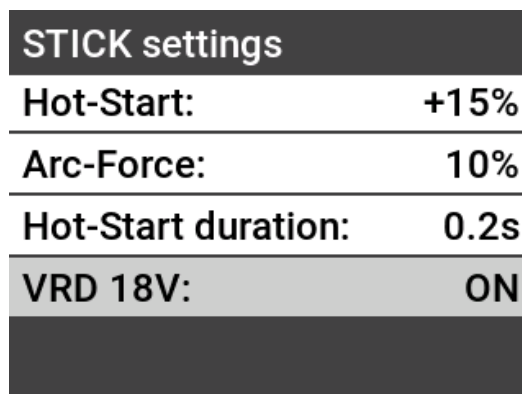 STICK settings
Hot-Start: +15%
Arc-Force: 10%
Hot-Start duration: 0.2s
VRD 18V: ON